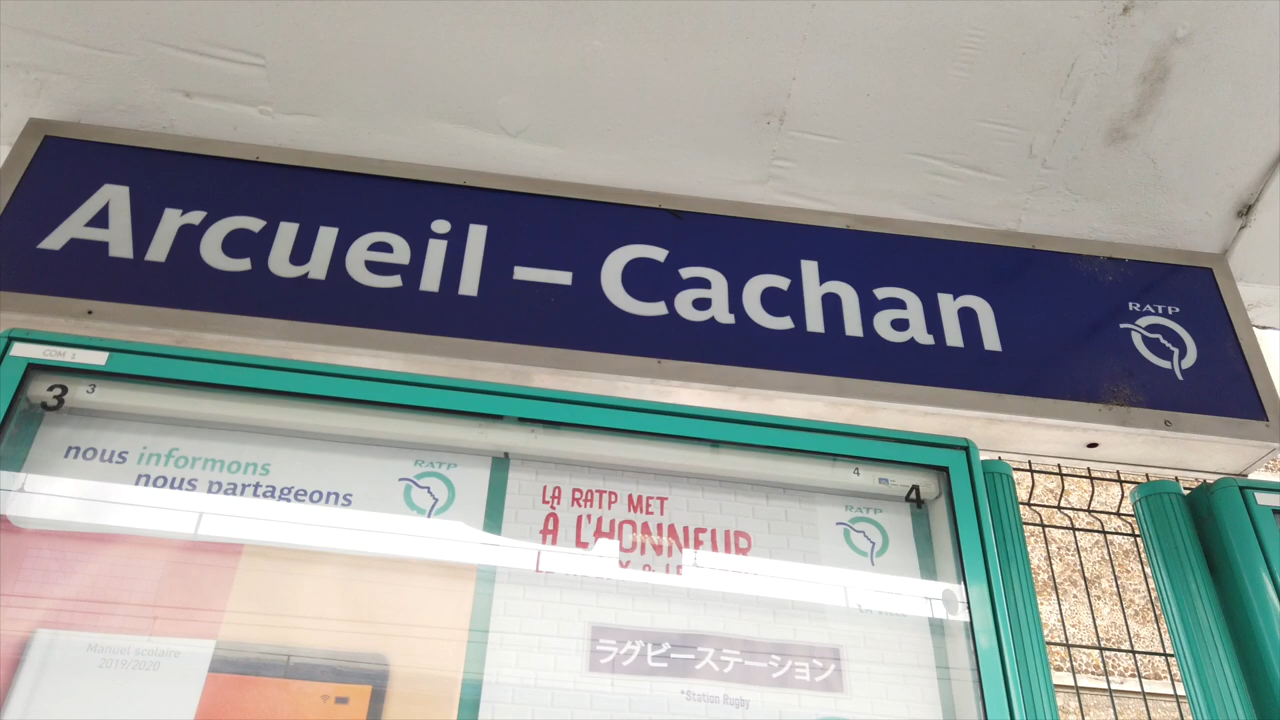 Arcueil – Cachan
RATP
COM 1
3
3
4
4
nous informons
nous partageons
RATP
LA RATP MET
À L'HONNEUR
RATP
Manuel scolaire
2019/2020
ラグビーステーション
*Station Rugby